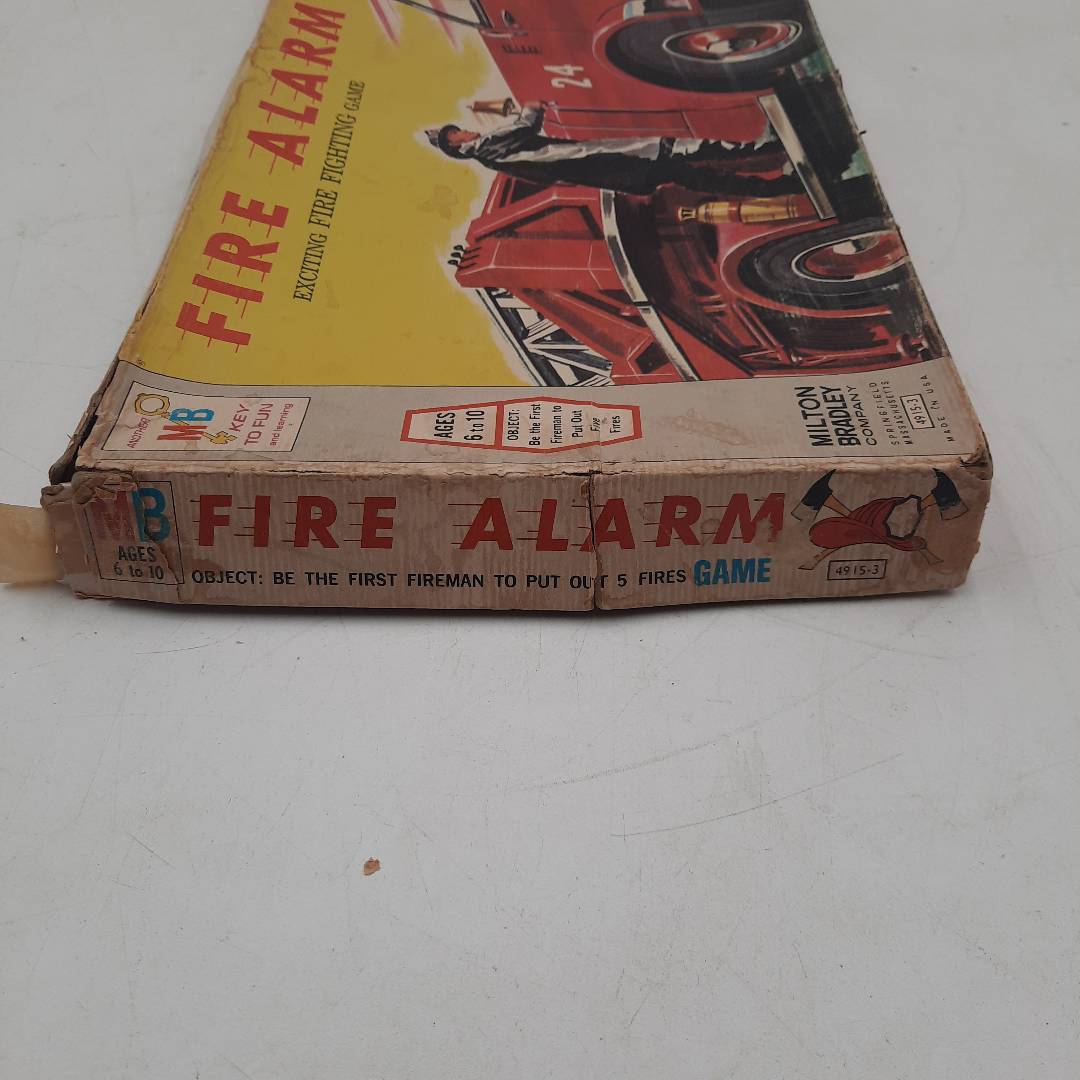 FIRE ALARM
EXCITING FIRE FIGHTING GAME
24
ANOTHER
MB
KEY
TO FUN
and learning
AGES
6 to 10
OBJECT:
Be the First
Fireman to
Put Out
Five
Fires
MILTON
BRADLEY
COMPANY
SPRINGFIELD
MASSACHUSETTS
4915-3
MADE IN USA
MB
AGES
6 to 10
FIRE ALARM
OBJECT: BE THE FIRST FIREMAN TO PUT OUT 5 FIRES GAME
4915-3